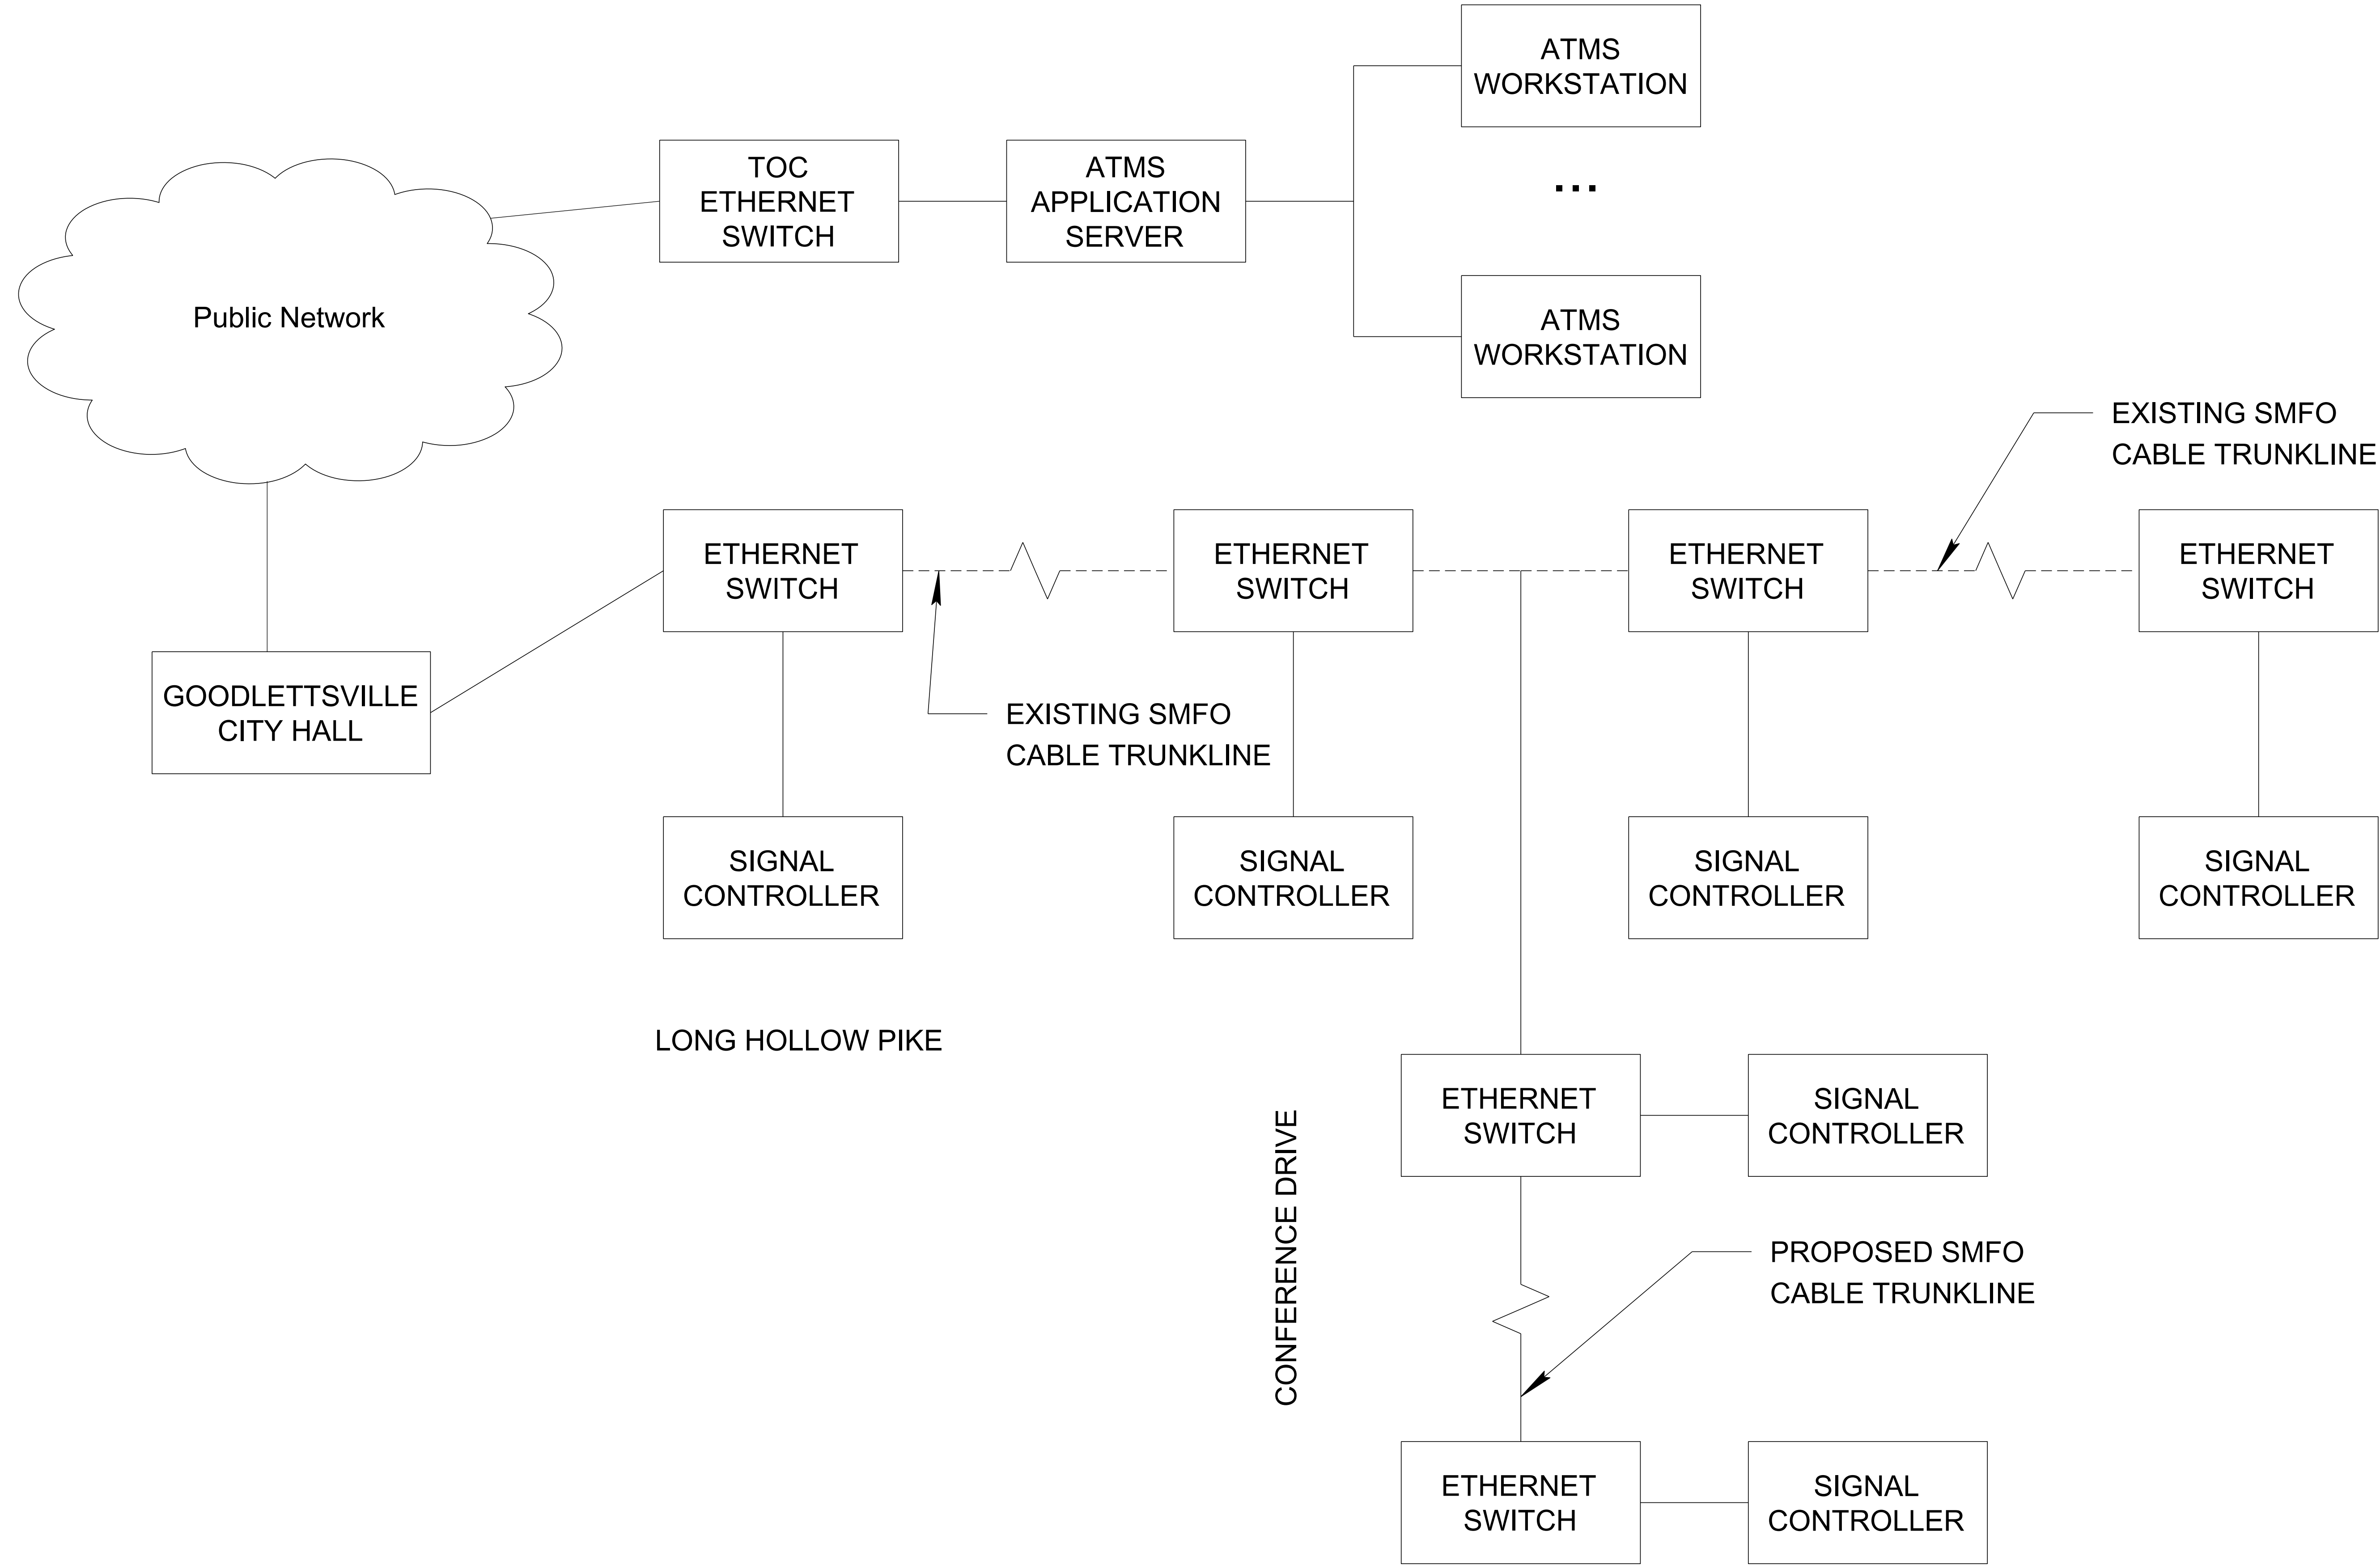 ATMS
WORKSTATION
TOC
ETHERNET
SWITCH
ATMS
APPLICATION
SERVER
...
Public Network
ATMS
WORKSTATION
EXISTING SMFO
CABLE TRUNKLINE
ETHERNET
SWITCH
ETHERNET
SWITCH
ETHERNET
SWITCH
ETHERNET
SWITCH
GOODLETTSVILLE
CITY HALL
EXISTING SMFO
CABLE TRUNKLINE
SIGNAL
CONTROLLER
SIGNAL
CONTROLLER
SIGNAL
CONTROLLER
SIGNAL
CONTROLLER
LONG HOLLOW PIKE
ETHERNET
SWITCH
SIGNAL
CONTROLLER
CONFERENCE DRIVE
PROPOSED SMFO
CABLE TRUNKLINE
ETHERNET
SWITCH
SIGNAL
CONTROLLER